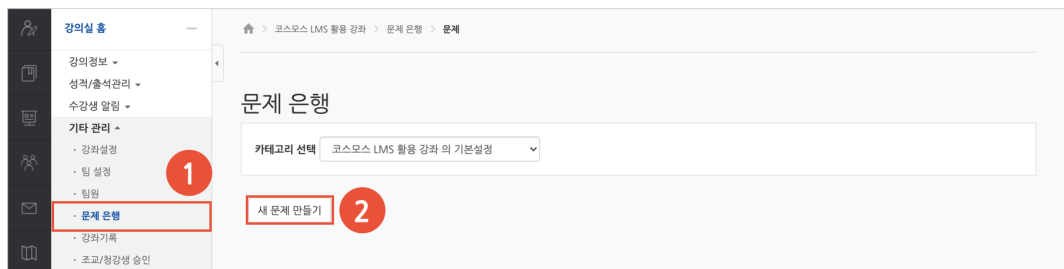 강의실 홈
강의정보
성적/출석관리
수강생 알림
기타 관리
· 강좌설정
· 팀 설정
· 팀원
· 문제 은행
· 강좌기록
· 조교/청강생 승인
1
코스모스 LMS 활용 강좌 > 문제 은행 > 문제
문제 은행
카테고리 선택 코스모스 LMS 활용 강좌 의 기본설정
새 문제 만들기
2